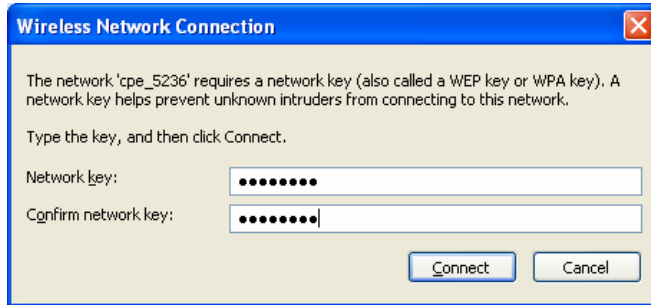 Wireless Network Connection
The network 'cpe_5236' requires a network key (also called a WEP key or WPA key). A
network key helps prevent unknown intruders from connecting to this network.
Type the key, and then click Connect.
Network key: ●●●●●●●●
Confirm network key: ●●●●●●●●
Connect Cancel